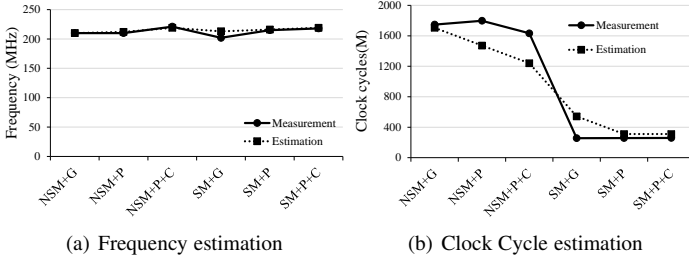 Frequency (MHz)
250
200
150
100
50
0
Measurement
Estimation
NSM+G
NSM+P
NSM+P+C
SM+G
SM+P
SM+P+C
(a) Frequency estimation
Clock cycles(M)
2000
1600
1200
800
400
0
Measurement
Estimation
NSM+G
NSM+P
NSM+P+C
SM+G
SM+P
SM+P+C
(b) Clock Cycle estimation